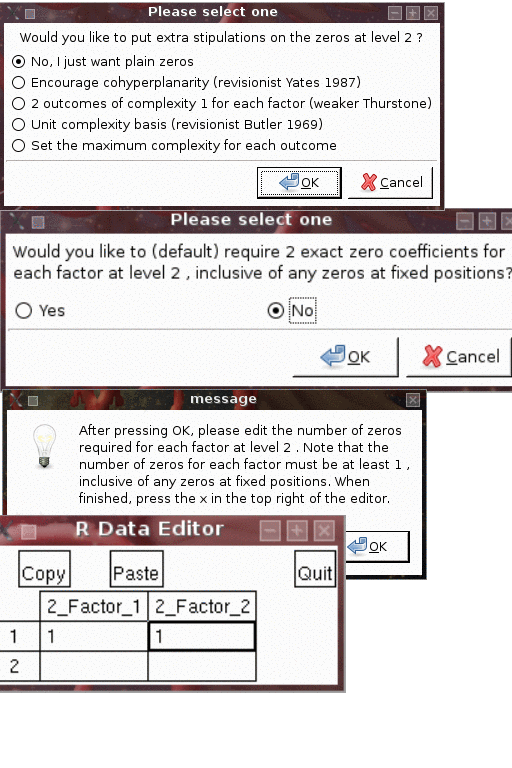 Please select one
Would you like to put extra stipulations on the zeros at level 2 ?
No, I just want plain zeros
Encourage cohyperplanarity (revisionist Yates 1987)
2 outcomes of complexity 1 for each factor (weaker Thurstone)
Unit complexity basis (revisionist Butler 1969)
Set the maximum complexity for each outcome
OK Cancel
Please select one
Would you like to (default) require 2 exact zero coefficients for
each factor at level 2 , inclusive of any zeros at fixed positions?
Yes No
OK Cancel
message
After pressing OK, please edit the number of zeros
required for each factor at level 2 . Note that the
number of zeros for each factor must be at least 1 ,
inclusive of any zeros at fixed positions. When
finished, press the x in the top right of the editor.
OK
R Data Editor
Copy Paste Quit
2_Factor_1 2_Factor_2
1 1 1
2